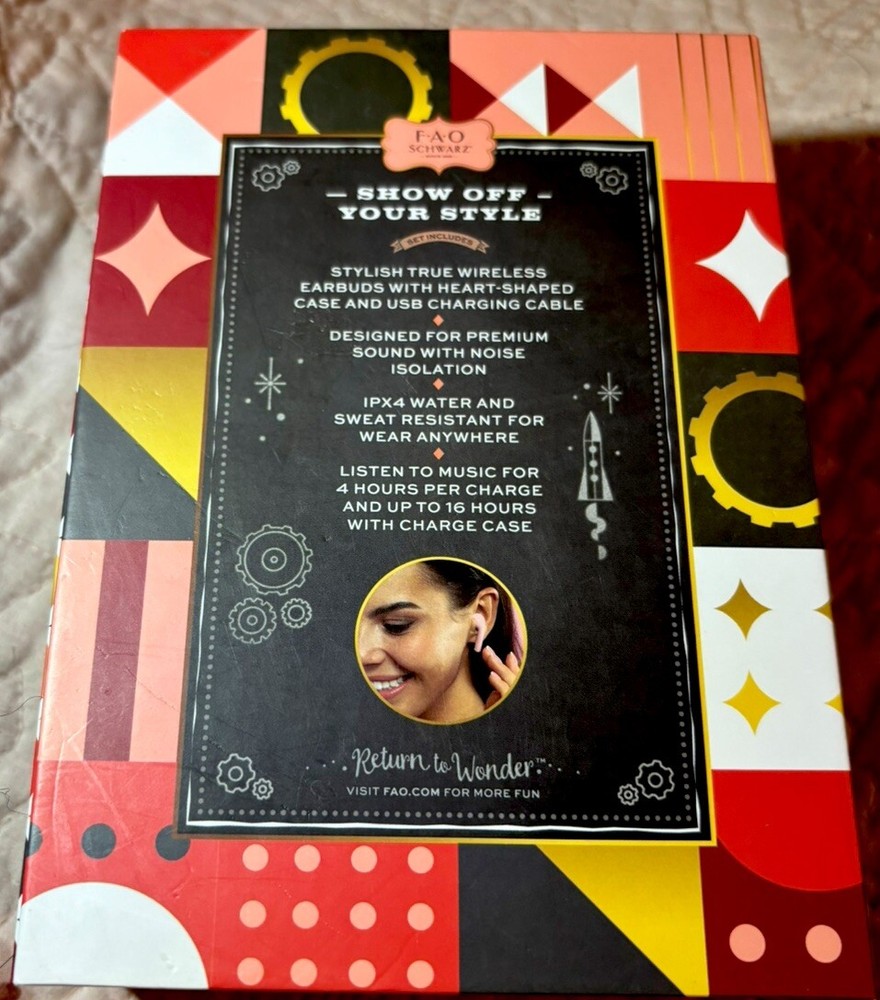 F·A·O
SCHWARZ
— SHOW OFF —
YOUR STYLE
SET INCLUDES
STYLISH TRUE WIRELESS
EARBUDS WITH HEART-SHAPED
CASE AND USB CHARGING CABLE
DESIGNED FOR PREMIUM
SOUND WITH NOISE
ISOLATION
IPX4 WATER AND
SWEAT RESISTANT FOR
WEAR ANYWHERE
LISTEN TO MUSIC FOR
4 HOURS PER CHARGE
AND UP TO 16 HOURS
WITH CHARGE CASE
Return to Wonder™
VISIT FAO.COM FOR MORE FUN